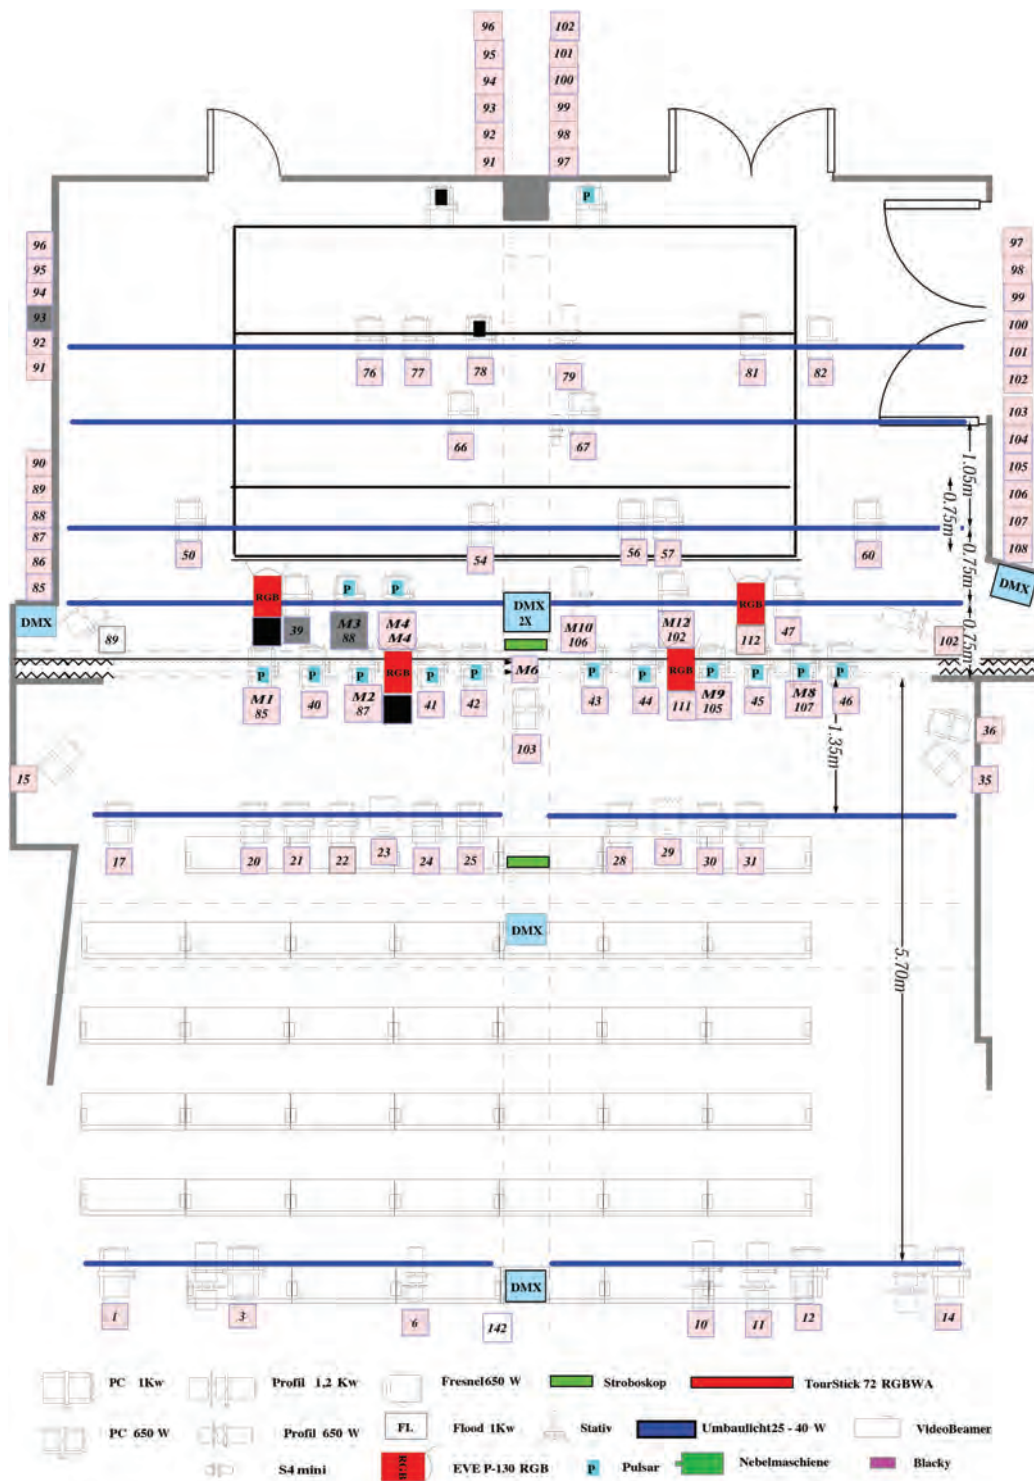 96 102
95 101
94 100
93 99
92 98
91 97
P
96
95
94
93
92
91
97
98
99
100
101
102
103
104
105
106
107
108
76 77 78 79 81 82
66 67
1.05m
0.75m
90
89
88
87
86
85
50 54 56 57 60
0.75m
DMX
RGB 39 P P DMX 2X RGB
M3 88
M4 M4
M10 106
M12 102
112 47
DMX
89 102
0.75m
M6
P P P RGB P P P P RGB P P P P
M1 85
40
M2 87
41 42 103 43 44 111
M9 105
45
M8 107
46
1.35m
36
15 35
17 20 21 22 23 24 25 28 29 30 31
DMX
5.70m
DMX
1 3 6 142 10 11 12 14
PC 1Kw Profil 1,2 Kw Fresnel650 W Stroboskop TourStick 72 RGBWA
PC 650 W Profil 650 W FL Flood 1Kw Stativ Umbaulicht25 - 40 W VideoBeamer
S4 mini RGB EVE P-130 RGB P Pulsar Nebelmaschiene Blacky